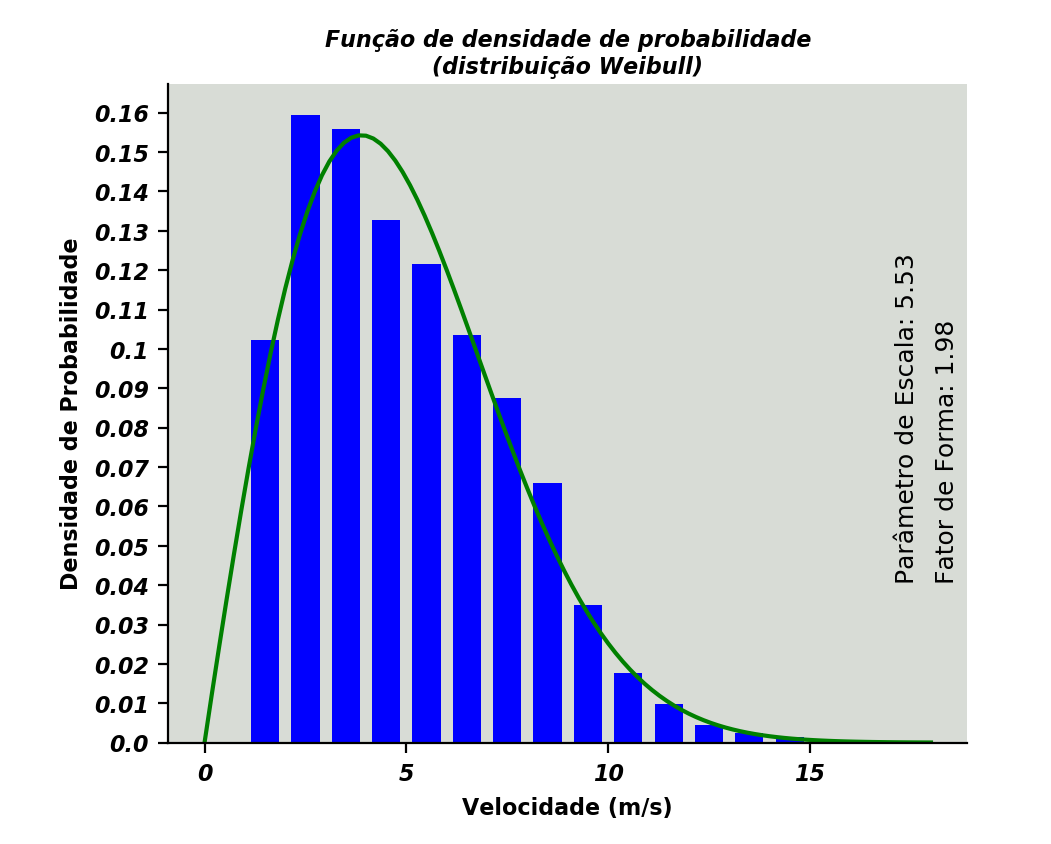 Função de densidade de probabilidade
(distribuição Weibull)
Densidade de Probabilidade
0.16
0.15
0.14
0.13
0.12
0.11
0.1
0.09
0.08
0.07
0.06
0.05
0.04
0.03
0.02
0.01
0.0
Parâmetro de Escala: 5.53
Fator de Forma: 1.98
0 5 10 15
Velocidade (m/s)